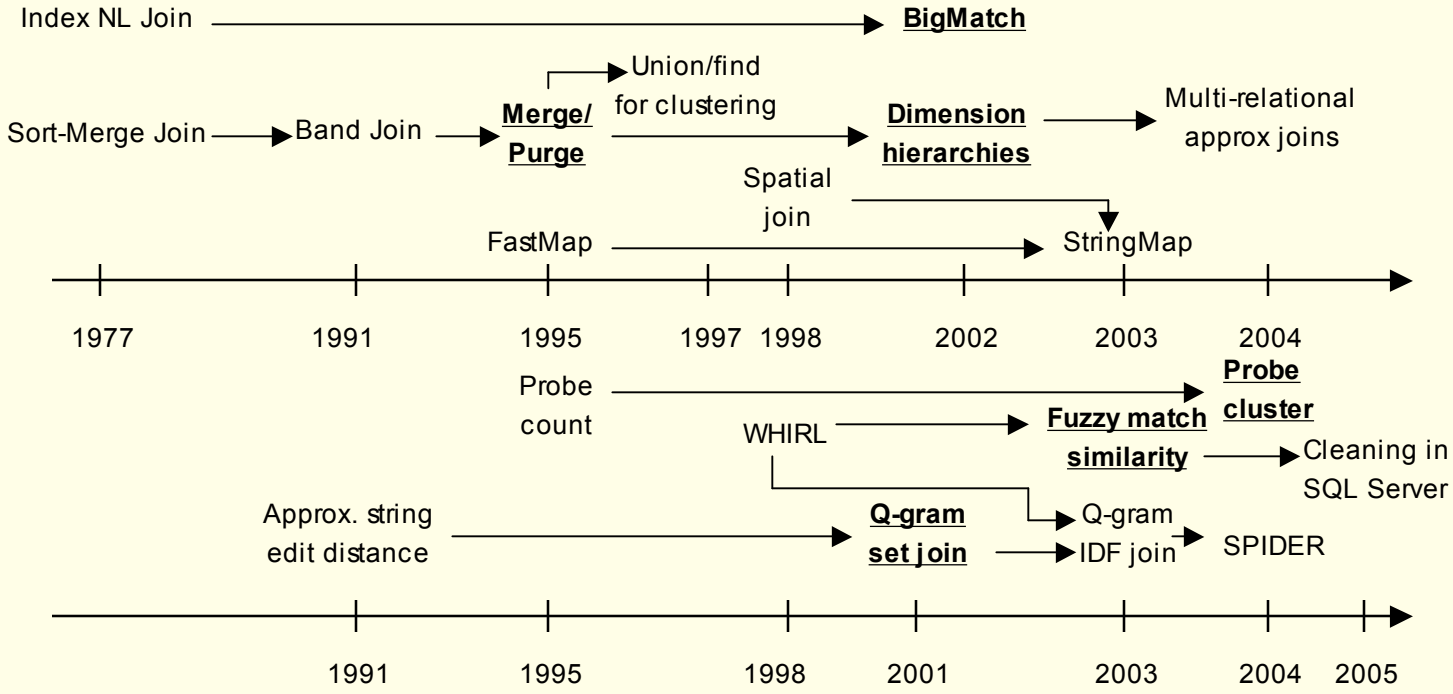 Index NL Join
BigMatch
Union/find
for clustering
Sort-Merge Join
Band Join
Merge/
Purge
Dimension
hierarchies
Multi-relational
approx joins
Spatial
join
FastMap
StringMap
1977 1991 1995 1997 1998 2002 2003 2004
Probe
count
Probe
cluster
WHIRL
Fuzzy match
similarity
Cleaning in
SQL Server
Approx. string
edit distance
Q-gram
set join
Q-gram
IDF join
SPIDER
1991 1995 1998 2001 2003 2004 2005